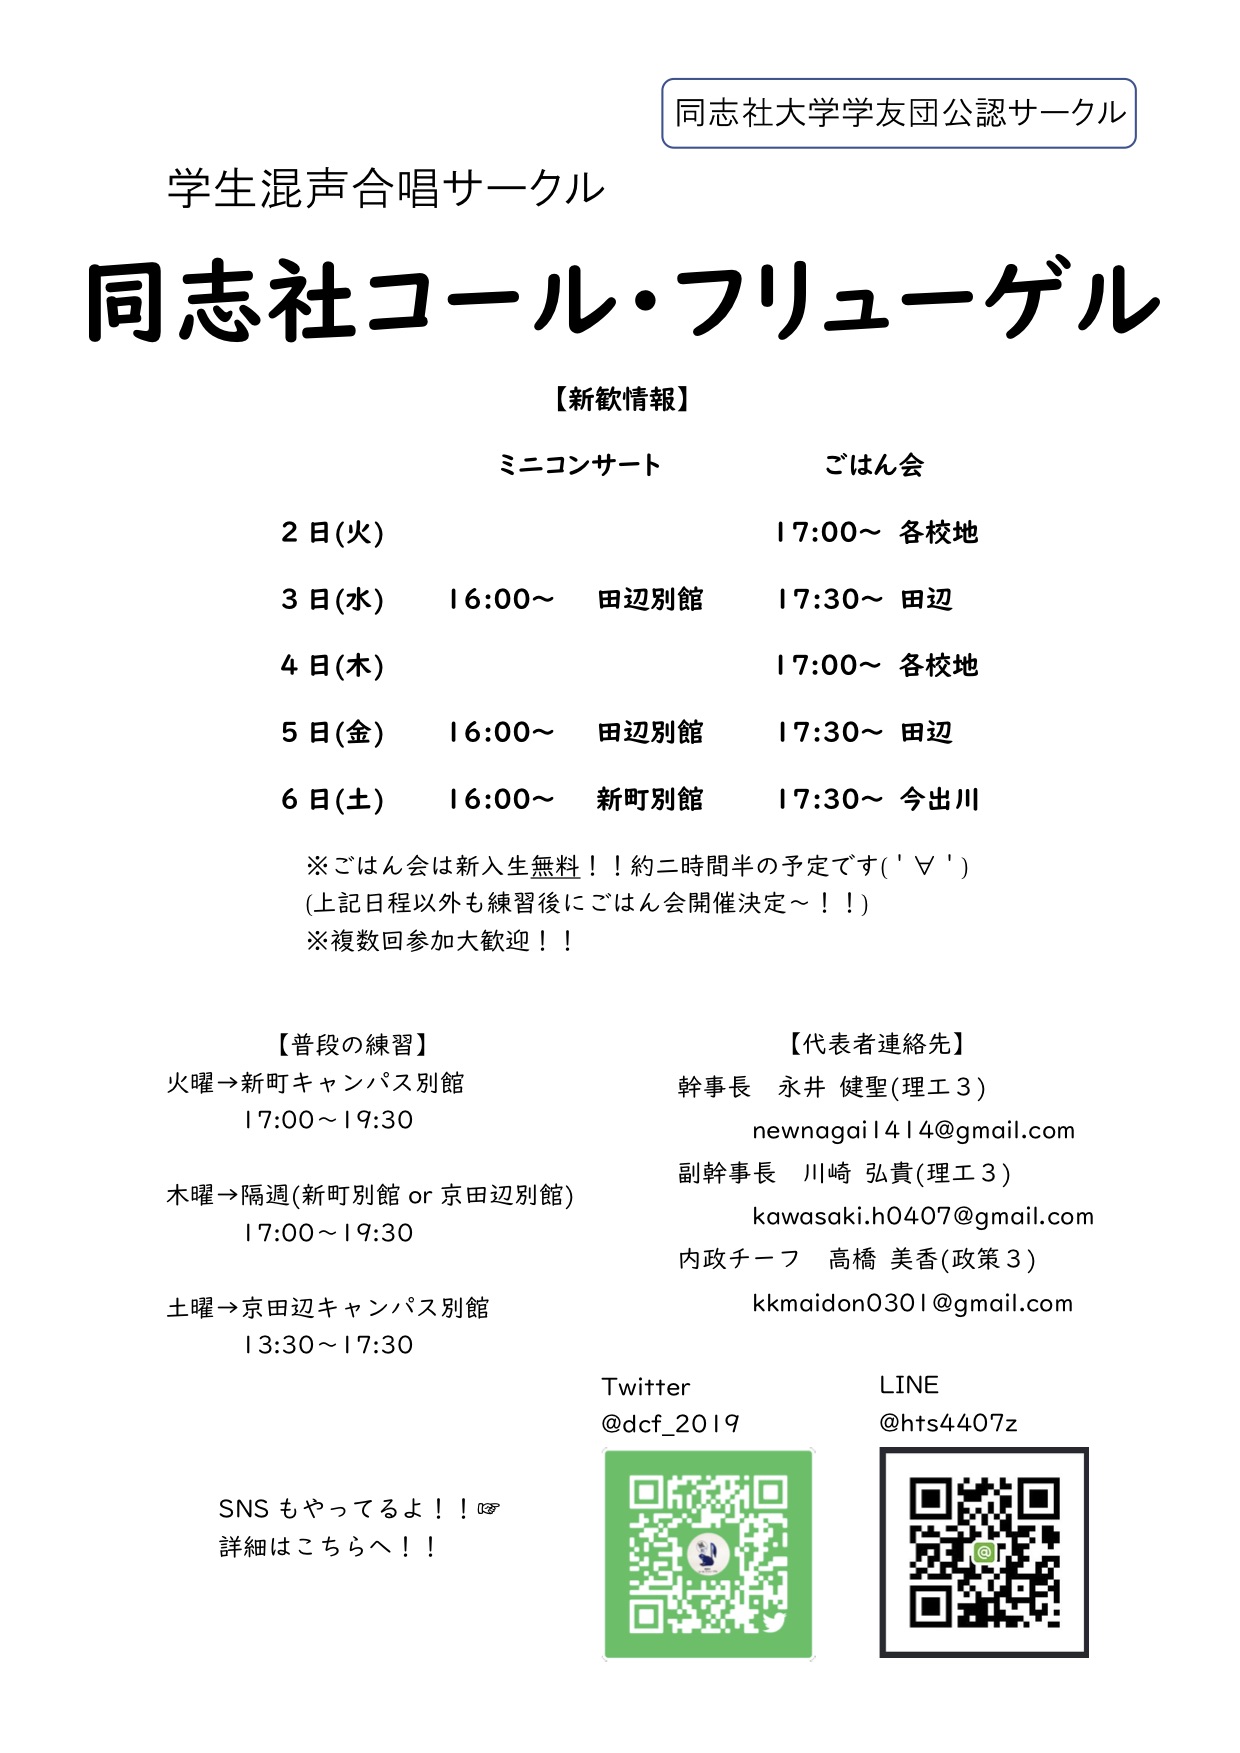 同志社大学学友団公認サークル
学生混声合唱サークル
同志社コール・フリューゲル
【新歓情報】
ミニコンサート ごはん会
2 日(火) 17:00～ 各校地
3 日(水) 16:00～ 田辺別館 17:30～ 田辺
4 日(木) 17:00～ 各校地
5 日(金) 16:00～ 田辺別館 17:30～ 田辺
6 日(土) 16:00～ 新町別館 17:30～ 今出川
※ごはん会は新入生無料！！約二時間半の予定です( ' ∀ ' )
(上記日程以外も練習後にごはん会開催決定～！！)
※複数回参加大歓迎！！
【普段の練習】
火曜→新町キャンパス別館
17:00～19:30
木曜→隔週(新町別館 or 京田辺別館)
17:00～19:30
土曜→京田辺キャンパス別館
13:30～17:30
【代表者連絡先】
幹事長 永井 健聖(理工３)
newnagai1414@gmail.com
副幹事長 川崎 弘貴(理工３)
kawasaki.h0407@gmail.com
内政チーフ 高橋 美香(政策３)
kkmaidon0301@gmail.com
Twitter
@dcf_2019
LINE
@hts4407z
SNS もやってるよ！！☞
詳細はこちらへ！！